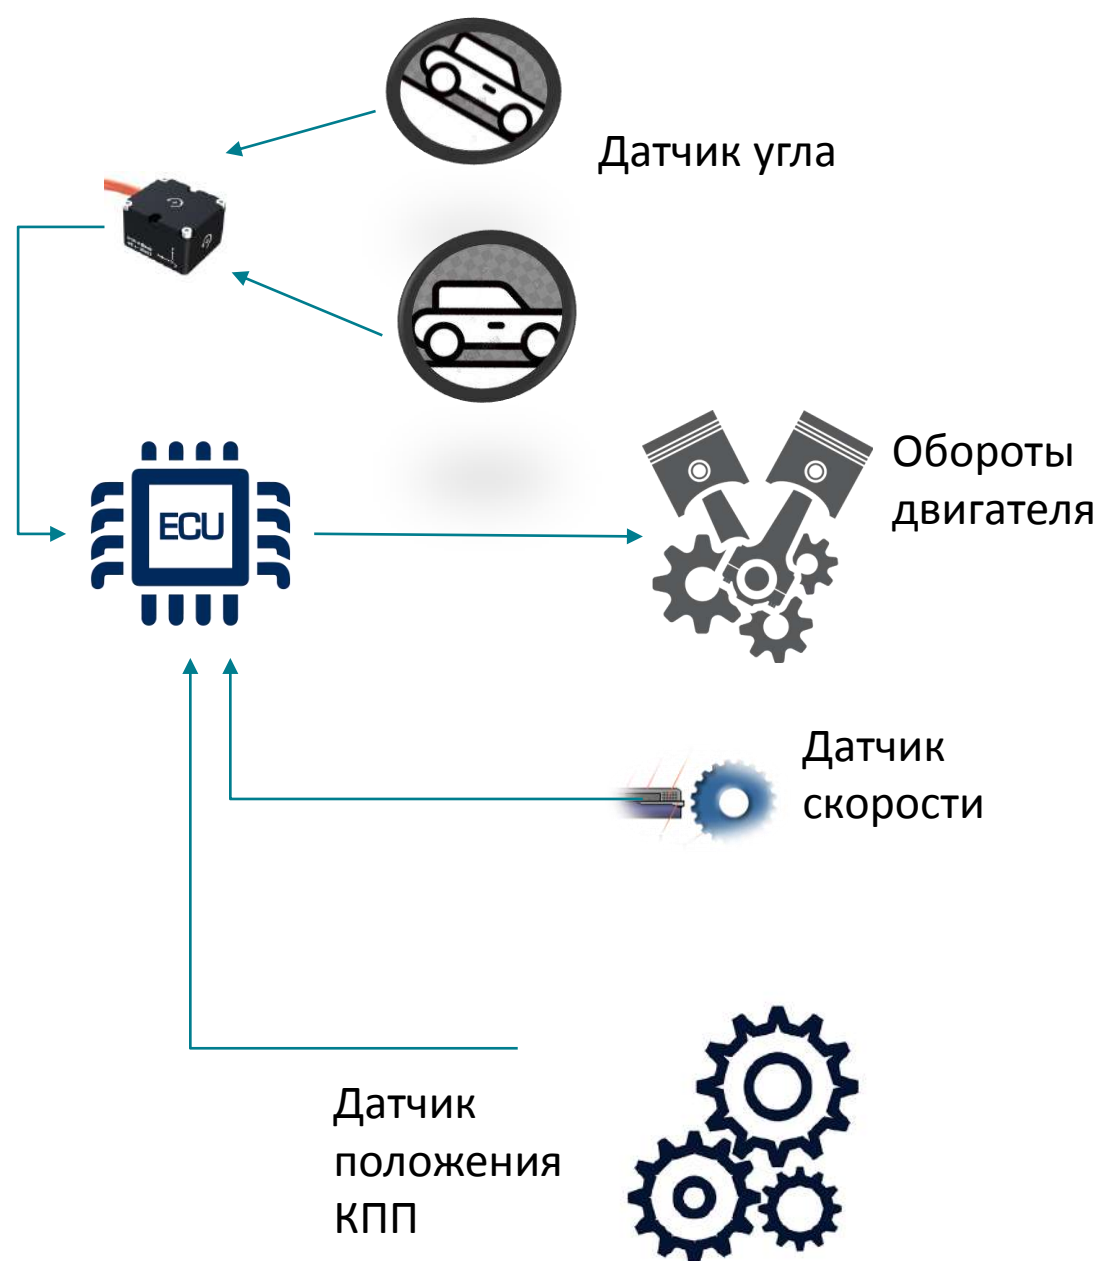 Датчик угла
Обороты
двигателя
ECU
Датчик
скорости
Датчик
положения
КПП